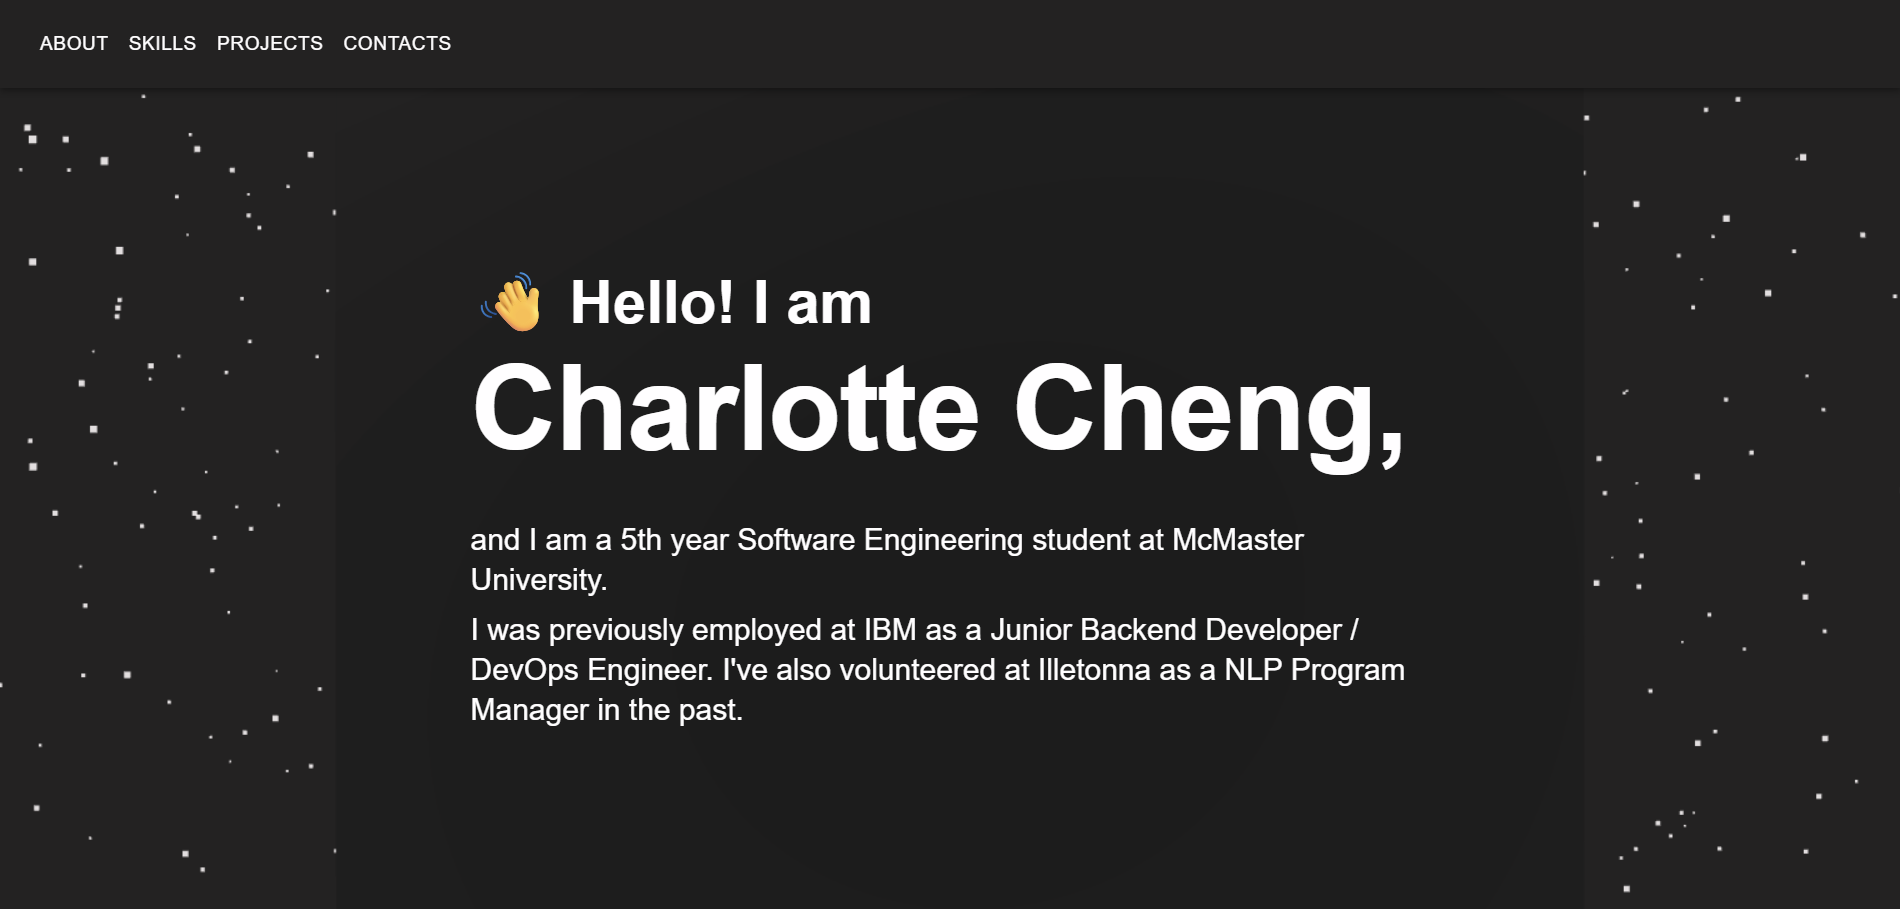 ABOUT SKILLS PROJECTS CONTACTS
Hello! I am
Charlotte Cheng,
and I am a 5th year Software Engineering student at McMaster
University.
I was previously employed at IBM as a Junior Backend Developer /
DevOps Engineer. I've also volunteered at Illetonna as a NLP Program
Manager in the past.